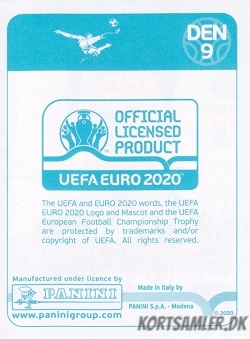 DEN
9
OFFICIAL
LICENSED
PRODUCT
UEFA EURO 2020™
The UEFA and EURO 2020 words, the UEFA
EURO 2020 Logo and Mascot and the UEFA
European Football Championship Trophy
are protected by trademarks and/or
copyright of UEFA. All rights reserved.
Manufactured under licence by
PANINI
www.paninigroup.com
Made in Italy by
PANINI S.p.A. - Modena
© 2020
KORTSAMLER.DK